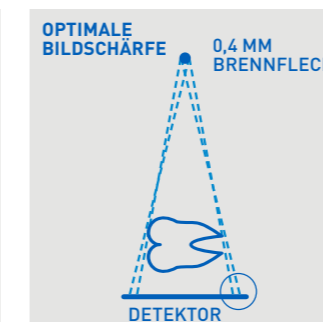 OPTIMALE
BILDSCHÄRFE
0,4 MM
BRENNFLEC
DETEKTOR